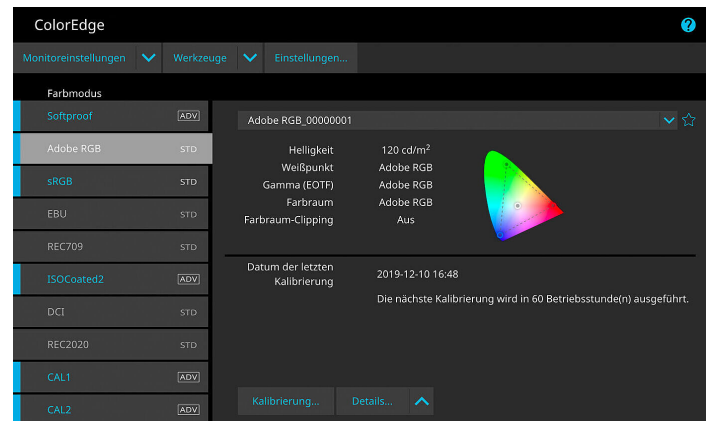 ColorEdge
?
Monitoreinstellungen Werkzeuge Einstellungen...
Farbmodus
Softproof ADV
Adobe RGB STD
sRGB STD
EBU STD
REC709 STD
ISOCoated2 ADV
DCI STD
REC2020 STD
CAL1 ADV
CAL2 ADV
Adobe RGB_00000001
Helligkeit 120 cd/m²
Weißpunkt Adobe RGB
Gamma (EOTF) Adobe RGB
Farbraum Adobe RGB
Farbraum-Clipping Aus
Datum der letzten
Kalibrierung 2019-12-10 16:48
Die nächste Kalibrierung wird in 60 Betriebsstunde(n) ausgeführt.
Kalibrierung... Details...